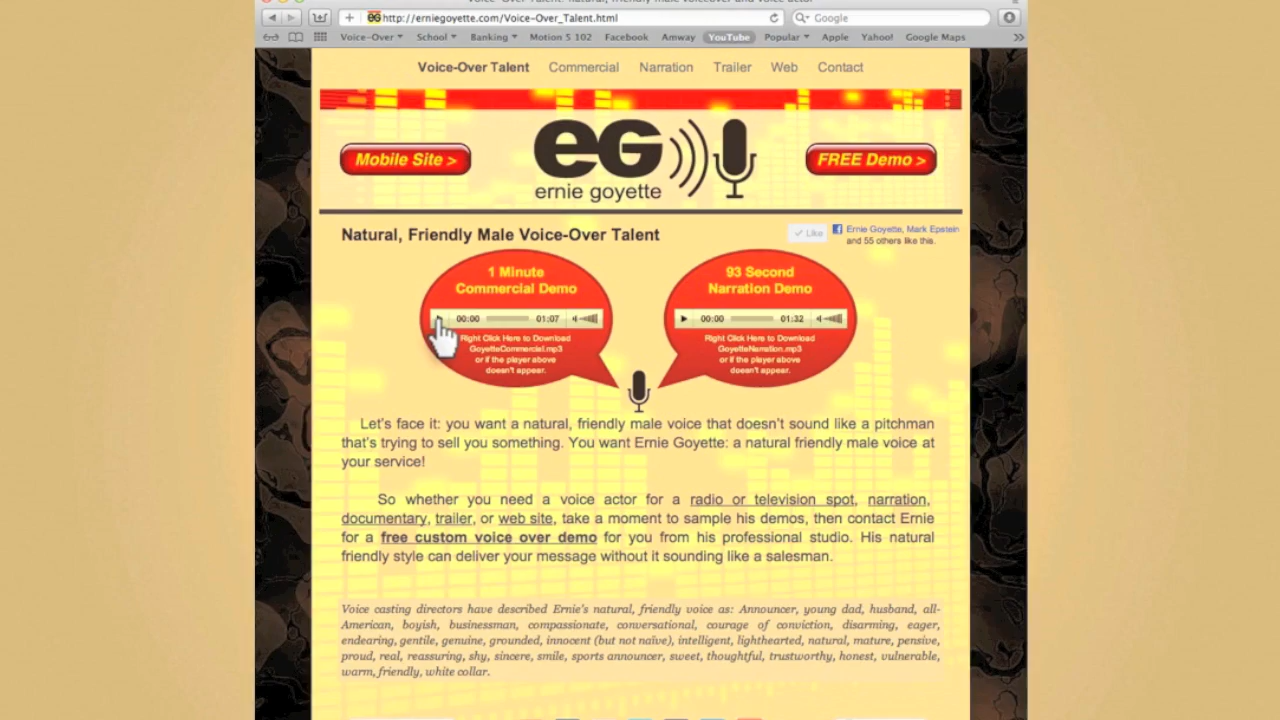 Voice-Over Talent: natural, friendly male voiceover and voice actor
http://erniegoyette.com/Voice-Over_Talent.html
Google
Voice-Over School Banking Motion 5 102 Facebook Amway YouTube Popular Apple Yahoo! Google Maps
Voice-Over Talent Commercial Narration Trailer Web Contact
Mobile Site >
eG
ernie goyette
FREE Demo >
Natural, Friendly Male Voice-Over Talent
Like
Ernie Goyette, Mark Epstein
and 55 others like this.
1 Minute
Commercial Demo
00:00 01:07
Right Click Here to Download
GoyetteCommercial.mp3
or if the player above
doesn't appear.
93 Second
Narration Demo
00:00 01:32
Right Click Here to Download
GoyetteNarration.mp3
or if the player above
doesn't appear.
Let's face it: you want a natural, friendly male voice that doesn't sound like a pitchman
that's trying to sell you something. You want Ernie Goyette: a natural friendly male voice at
your service!
So whether you need a voice actor for a radio or television spot, narration,
documentary, trailer, or web site, take a moment to sample his demos, then contact Ernie
for a free custom voice over demo for you from his professional studio. His natural
friendly style can deliver your message without it sounding like a salesman.
Voice casting directors have described Ernie's natural, friendly voice as: Announcer, young dad, husband, all-
American, boyish, businessman, compassionate, conversational, courage of conviction, disarming, eager,
endearing, gentile, genuine, grounded, innocent (but not naïve), intelligent, lighthearted, natural, mature, pensive,
proud, real, reassuring, shy, sincere, smile, sports announcer, sweet, thoughtful, trustworthy, honest, vulnerable,
warm, friendly, white collar.